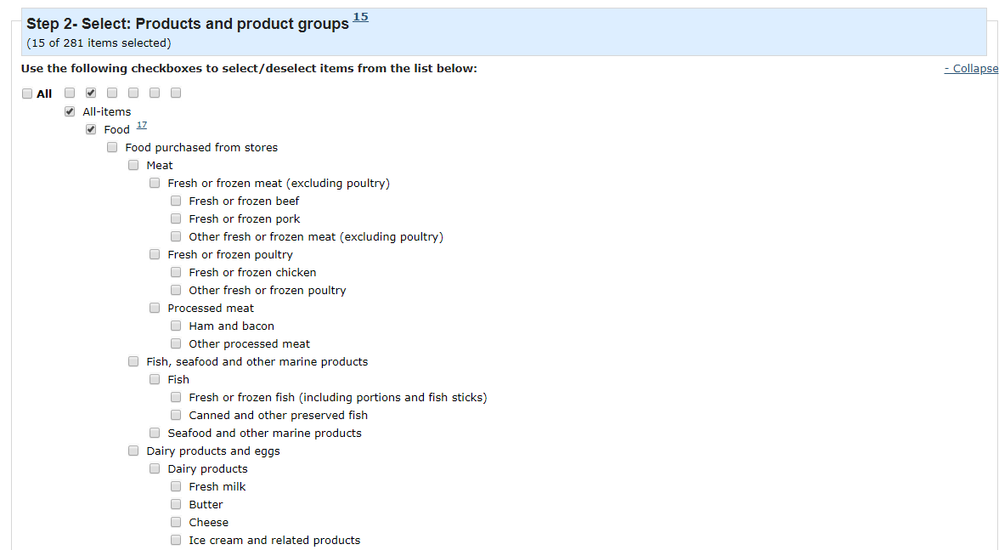 Step 2- Select: Products and product groups 15
(15 of 281 items selected)
Use the following checkboxes to select/deselect items from the list below:
- Collapse
All
All-items
Food 17
Food purchased from stores
Meat
Fresh or frozen meat (excluding poultry)
Fresh or frozen beef
Fresh or frozen pork
Other fresh or frozen meat (excluding poultry)
Fresh or frozen poultry
Fresh or frozen chicken
Other fresh or frozen poultry
Processed meat
Ham and bacon
Other processed meat
Fish, seafood and other marine products
Fish
Fresh or frozen fish (including portions and fish sticks)
Canned and other preserved fish
Seafood and other marine products
Dairy products and eggs
Dairy products
Fresh milk
Butter
Cheese
Ice cream and related products